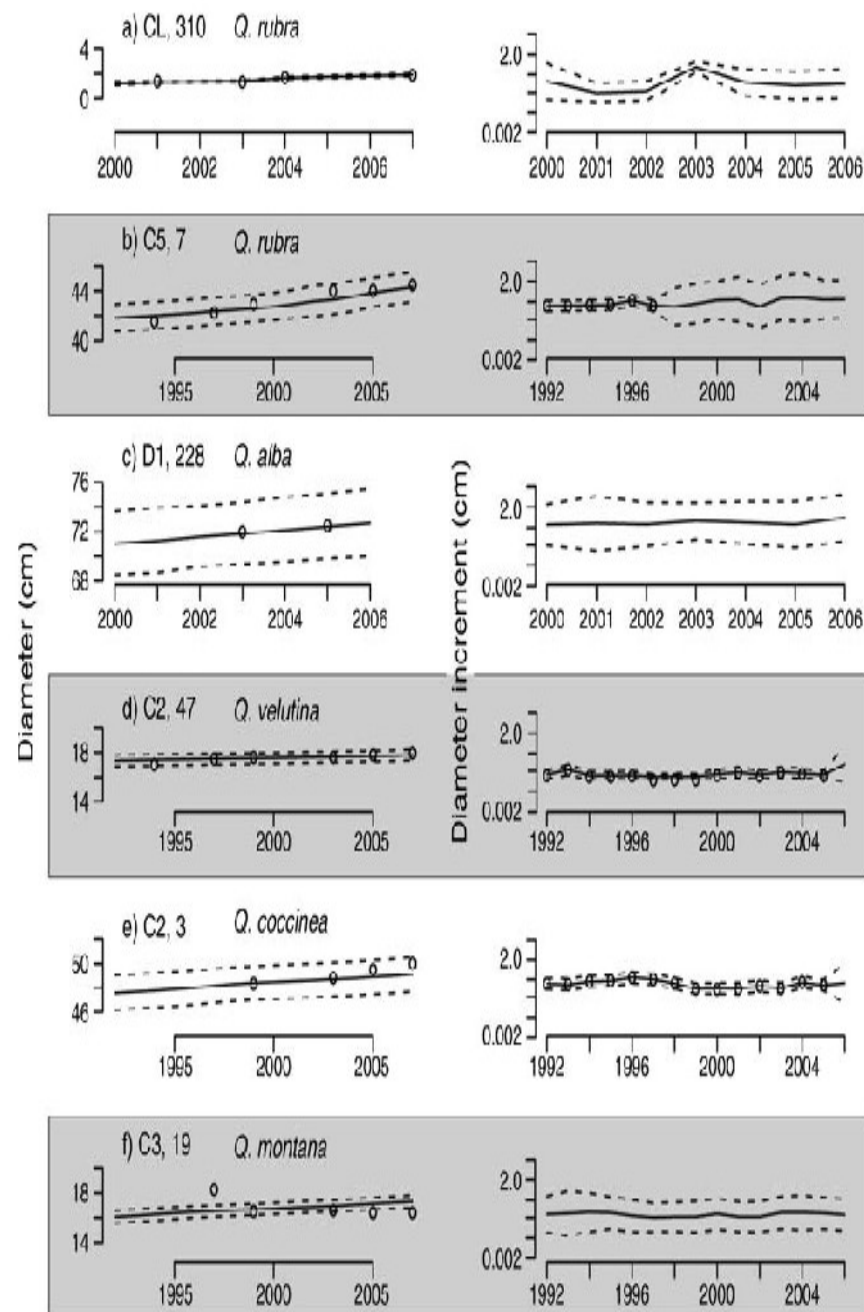 a) CL, 310 Q. rubra
4
0
2000 2002 2004 2006
2.0
0.002
2000 2001 2002 2003 2004 2005 2006
b) C5, 7 Q. rubra
44
40
1995 2000 2005
2.0
0.002
1992 1996 2000 2004
c) D1, 228 Q. alba
76
72
68
2000 2002 2004 2006
2.0
0.002
2000 2001 2002 2003 2004 2005 2006
Diameter (cm)
Diameter increment (cm)
d) C2, 47 Q. velutina
18
14
1995 2000 2005
2.0
0.002
1992 1996 2000 2004
e) C2, 3 Q. coccinea
50
46
1995 2000 2005
2.0
0.002
1992 1996 2000 2004
f) C3, 19 Q. montana
18
14
1995 2000 2005
2.0
0.002
1992 1996 2000 2004